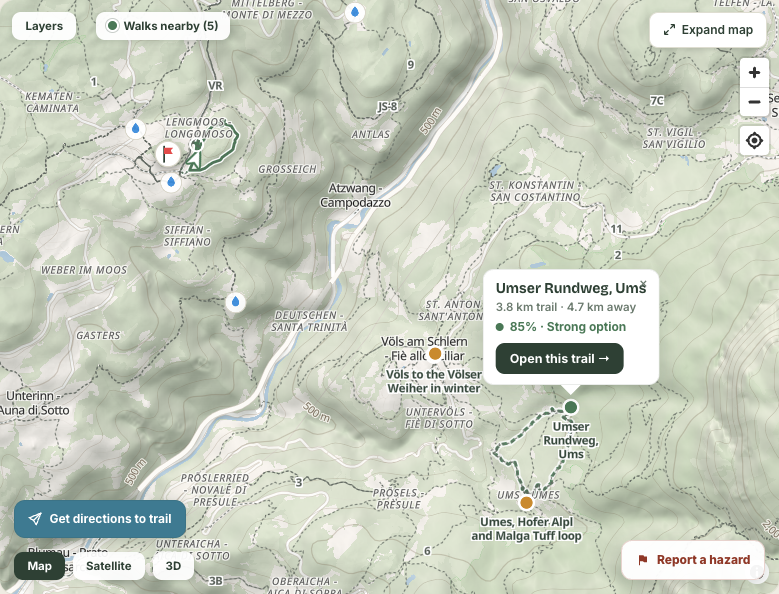 MITTELBERG -
MONTE DI MEZZO
Layers
Walks nearby (5)
Expand map
9
1
VR
KEMATEN -
CAMINATA
JS-8
7C
LENGMOOS
LONGOMOSO
500 m
ANTLAS
ST. VIGIL
SAN VIGILIO
GROSSEICH
Atzwang -
Campodazzo
ST. KONSTANTIN -
SAN COSTANTINO
SIFFIAN -
SIFFIANO
11
2
WEBER IM MOOS
Umser Rundweg, Ums
3.8 km trail · 4.7 km away
85% · Strong option
Open this trail →
DEUTSCHEN -
SANTA TRINITÀ
ST. ANTON
SANT'ANTON
GASTERS
Völs am Schlern
Völs to the Völser
Weiher in winter
Unterinn -
Auna di Sotto
500 m
UNTERVÖLS -
FIÈ DI SOTTO
Umser
Rundweg,
Ums
500 m
PRÖSLERRIED
- NOVALE DI
PRESULE
3
PRÖSELS -
PRESULE
UMS - UMES
Get directions to trail
Umes, Hofer Alpl
and Malga Tuff loop
Blumau - Prato
6
Map
Satellite
3D
3B
OBERAICHA -
Report a hazard